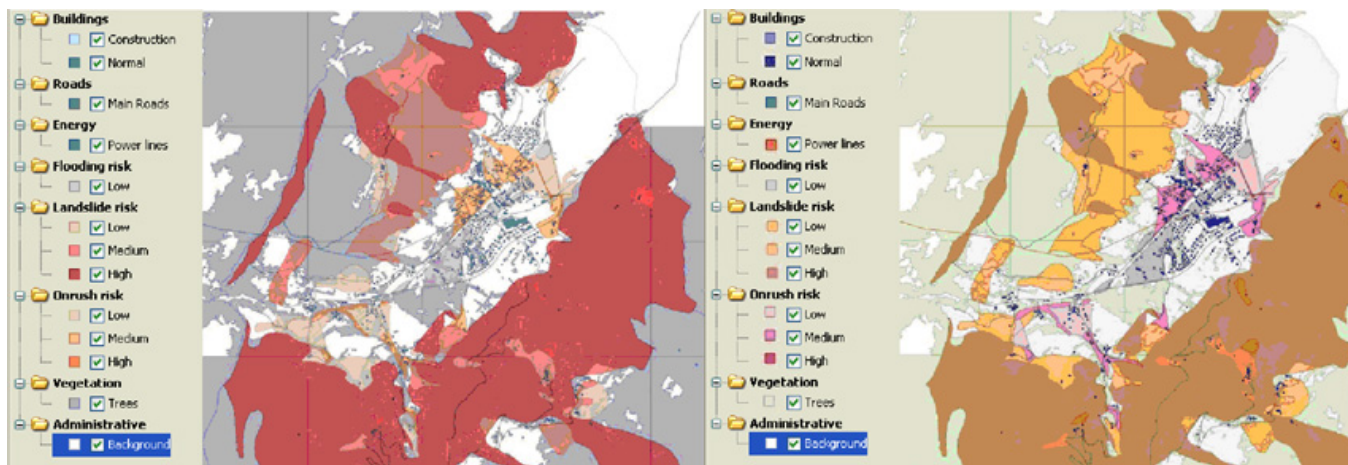 Buildings
Construction
Normal
Roads
Main Roads
Energy
Power lines
Flooding risk
Low
Landslide risk
Low
Medium
High
Onrush risk
Low
Medium
High
Vegetation
Trees
Administrative
Background
Buildings
Construction
Normal
Roads
Main Roads
Energy
Power lines
Flooding risk
Low
Landslide risk
Low
Medium
High
Onrush risk
Low
Medium
High
Vegetation
Trees
Administrative
Background